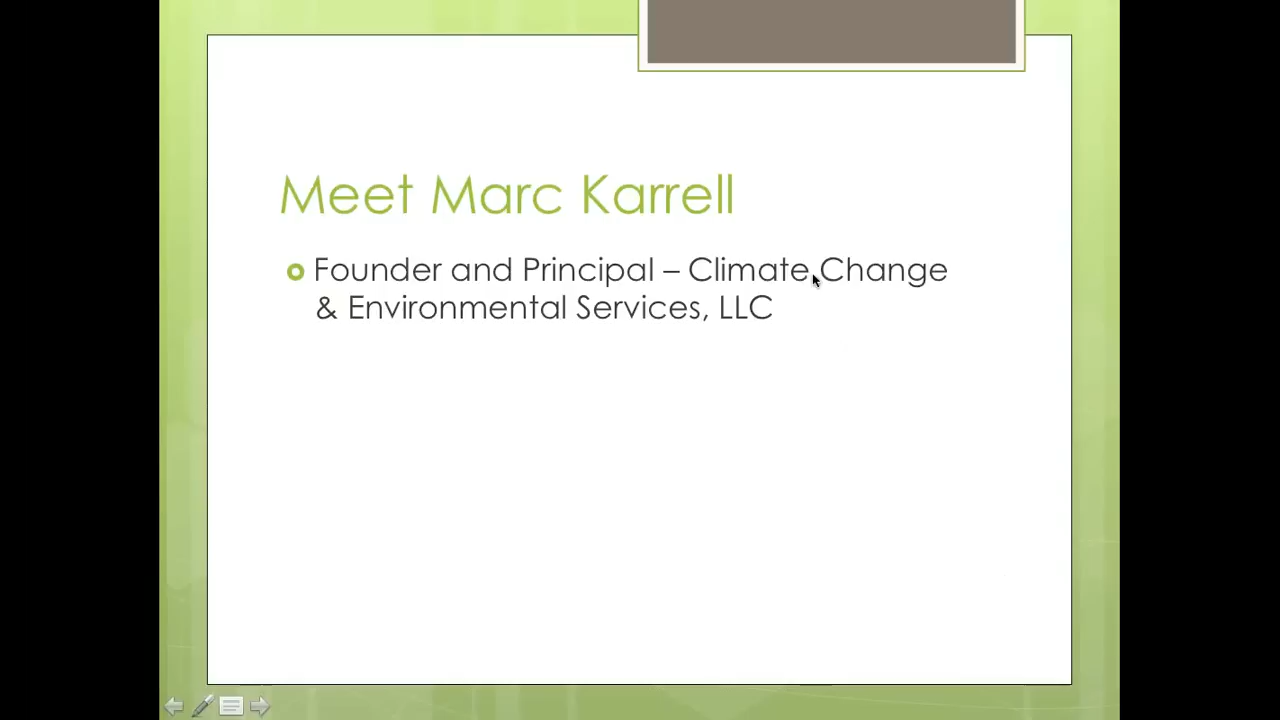 Meet Marc Karrell
Founder and Principal – Climate Change
& Environmental Services, LLC